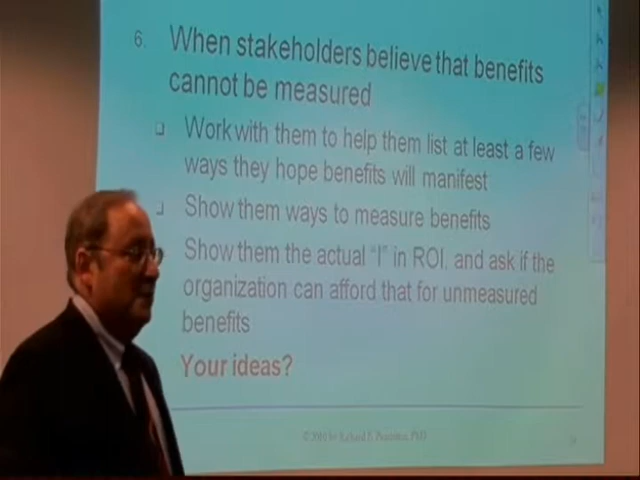 6. When stakeholders believe that benefits
cannot be measured
Work with them to help them list at least a few
ways they hope benefits will manifest
Show them ways to measure benefits
Show them the actual "I" in ROI, and ask if the
organization can afford that for unmeasured
benefits
Your ideas?
by Richard